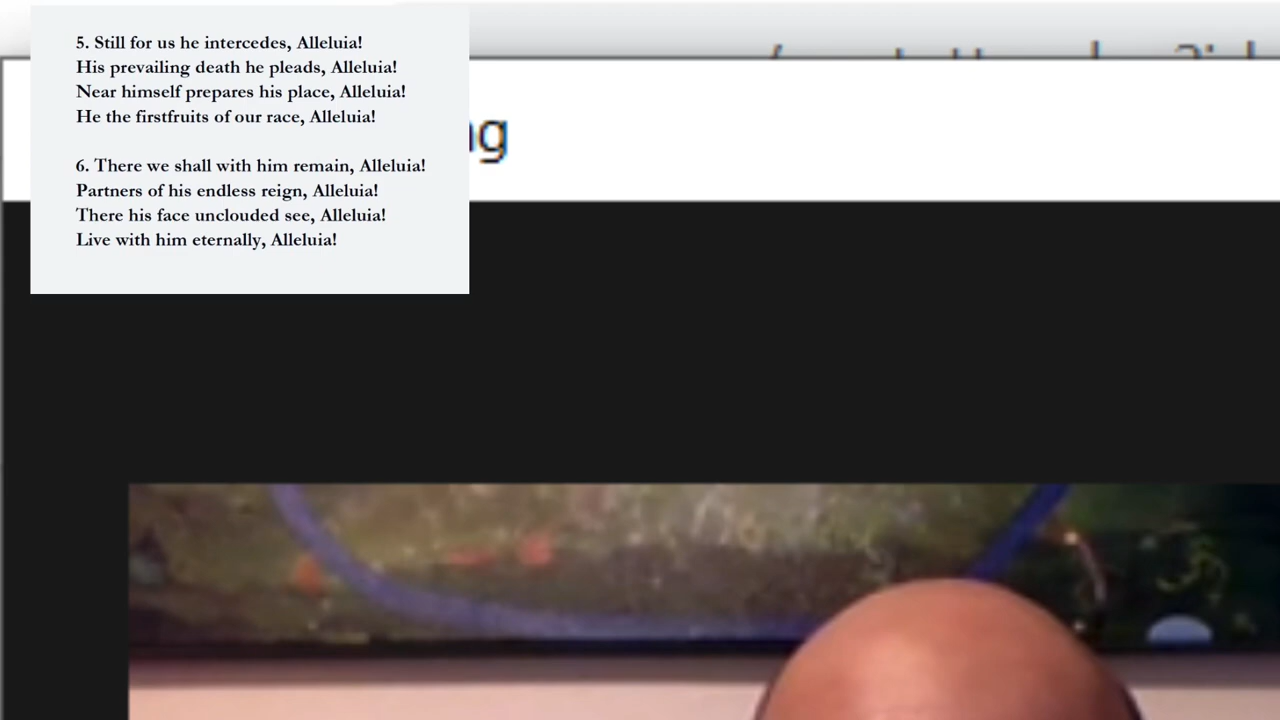 5. Still for us he intercedes, Alleluia!
His prevailing death he pleads, Alleluia!
Near himself prepares his place, Alleluia!
He the firstfruits of our race, Alleluia!
6. There we shall with him remain, Alleluia!
Partners of his endless reign, Alleluia!
There his face unclouded see, Alleluia!
Live with him eternally, Alleluia!